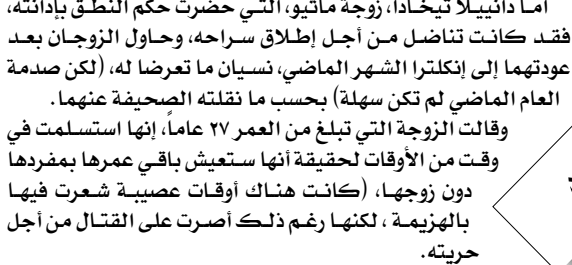 أما دانييلا تيخادا، زوجة ماثيو، التي حضرت حكم النطق بإدانته،
فقد كانت تناضل من أجل إطلاق سراحه، وحاول الزوجان بعد
عودتهما إلى إنكلترا الشهر الماضي، نسيان ما تعرضا له، (لكن صدمة
العام الماضي لم تكن سهلة) بحسب ما نقلته الصحيفة عنهما.
وقالت الزوجة التي تبلغ من العمر ٢٧ عاماً، إنها استسلمت في
وقت من الأوقات لحقيقة أنها ستعيش باقي عمرها بمفردها
دون زوجها، (كانت هناك أوقات عصيبة شعرت فيها
بالهزيمة ، لكنها رغم ذلك أصرت على القتال من أجل
حريته.